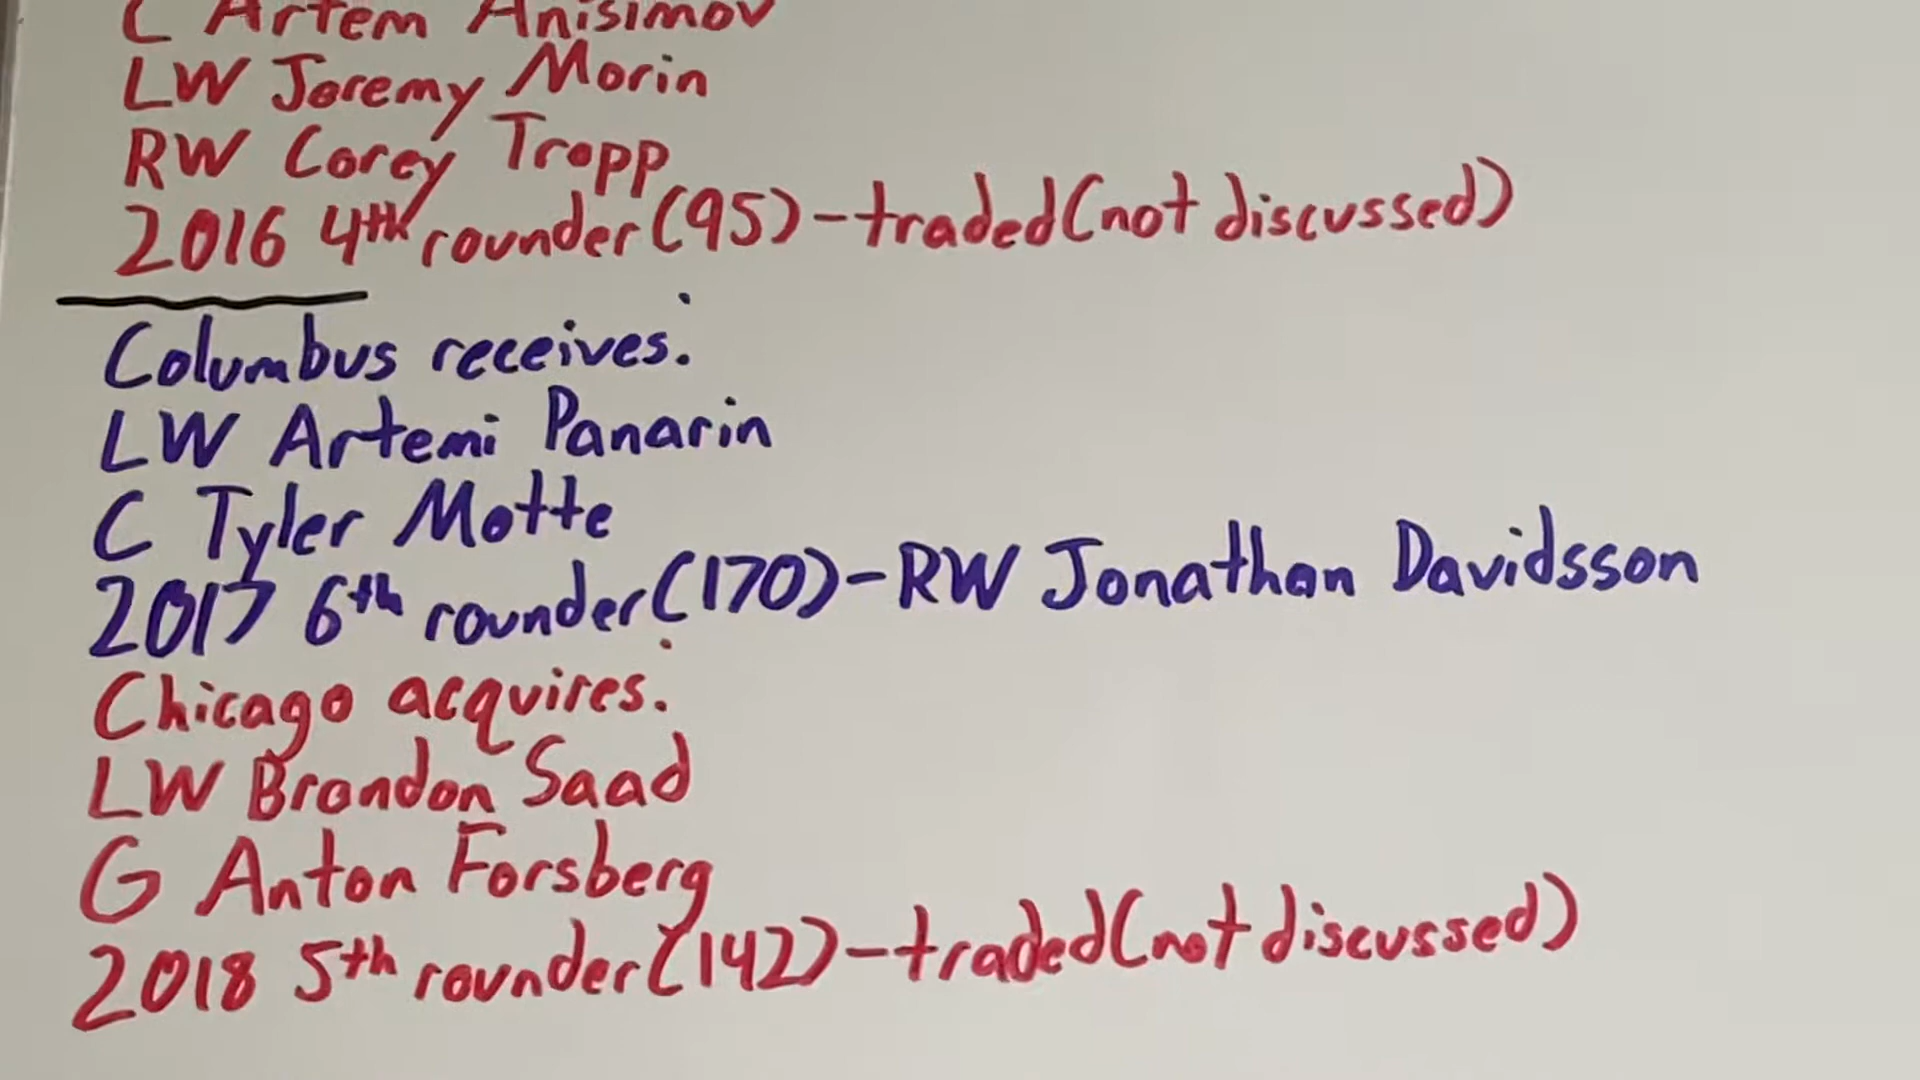 C Artem Anisimov
LW Jeremy Morin
RW Corey Tropp
2016 4th rounder(95)-traded(not discussed)
Columbus receives:
LW Artemi Panarin
C Tyler Motte
2017 6th rounder(170)-RW Jonathan Davidsson
Chicago acquires:
LW Brandon Saad
G Anton Forsberg
2018 5th rounder(142)-traded(not discussed)